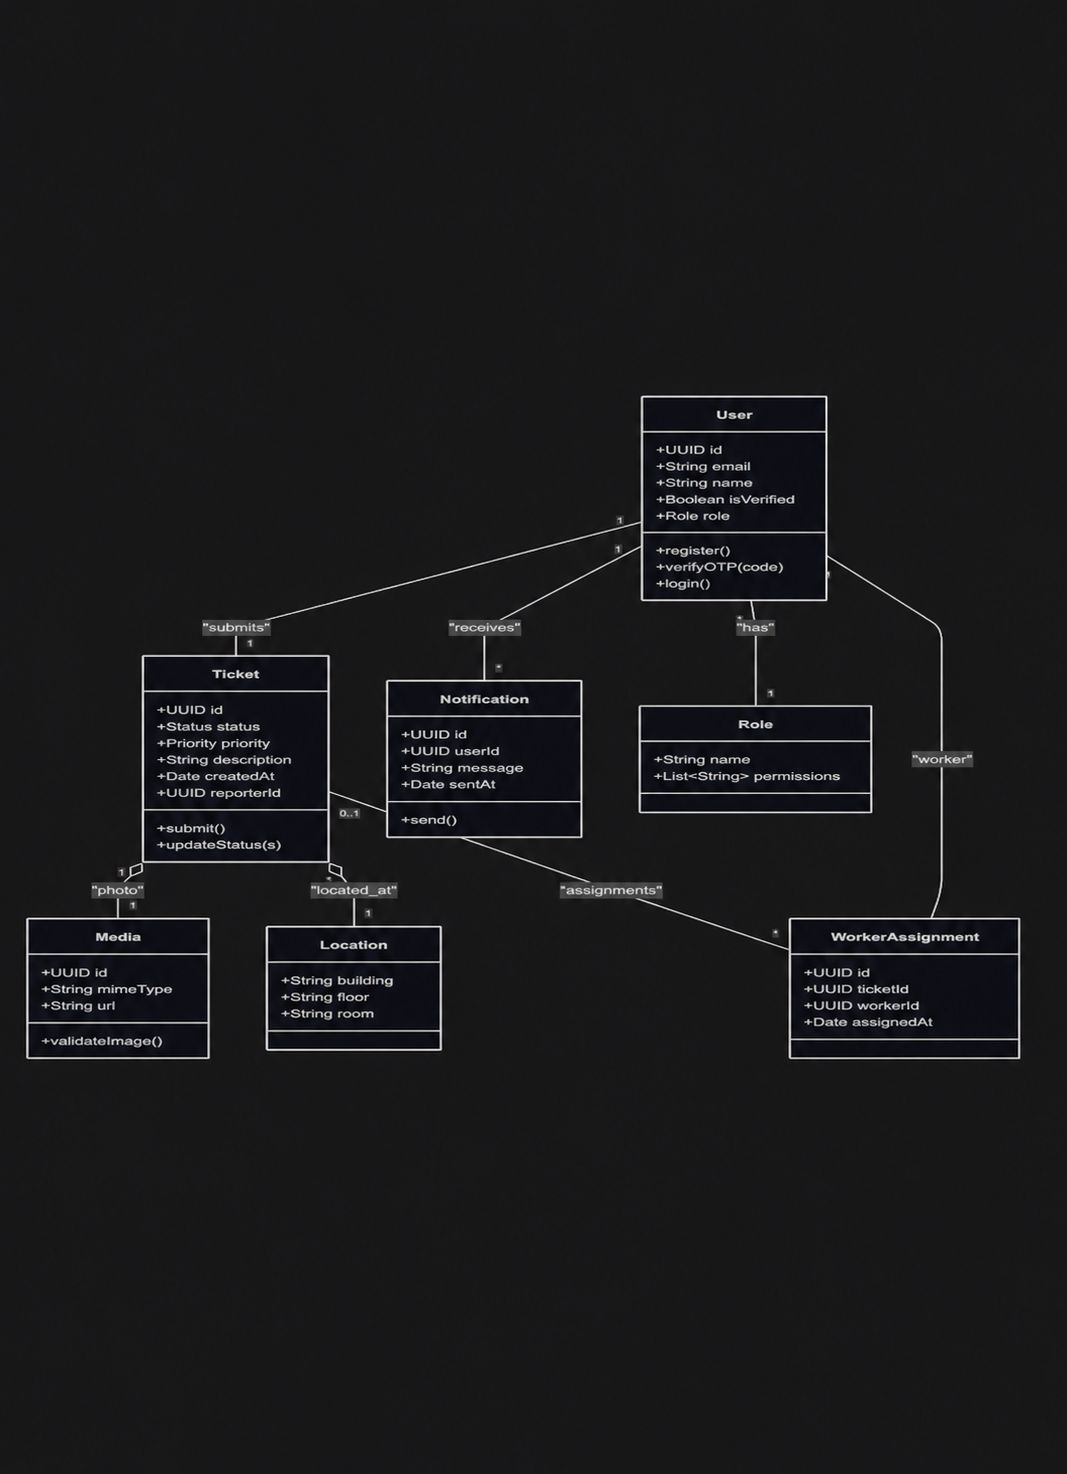 User
+UUID id
+String email
+String name
+Boolean isVerified
+Role role
+register()
+verifyOTP(code)
+login()
1
1
1
"submits"
1
"receives"
*
*
"has"
1
"worker"
Ticket
+UUID id
+Status status
+Priority priority
+String description
+Date createdAt
+UUID reporterId
+submit()
+updateStatus(s)
Notification
+UUID id
+UUID userId
+String message
+Date sentAt
+send()
Role
+String name
+List<String> permissions
0..1
"assignments"
*
1
"photo"
1
*
"located_at"
1
Media
+UUID id
+String mimeType
+String url
+validateImage()
Location
+String building
+String floor
+String room
WorkerAssignment
+UUID id
+UUID ticketId
+UUID workerId
+Date assignedAt